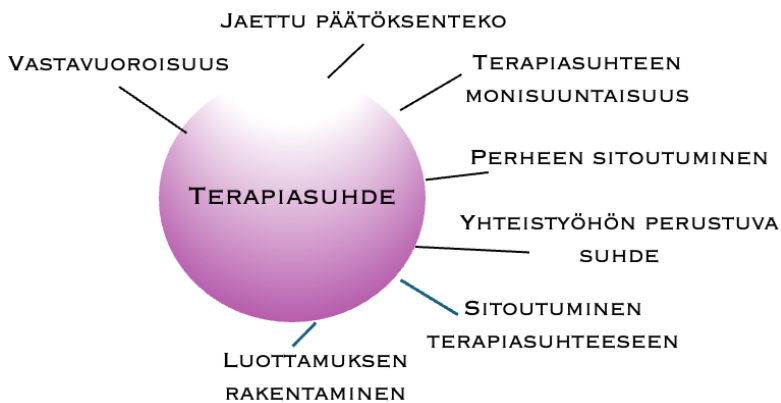 Jaettu päätöksenteko
Vastavuoroisuus
Terapiasuhteen
monisuuntaisuus
Perheen sitoutuminen
Terapiasuhde
Yhteistyöhön perustuva
suhde
Sitoutuminen
terapiasuhteeseen
Luottamuksen
rakentaminen